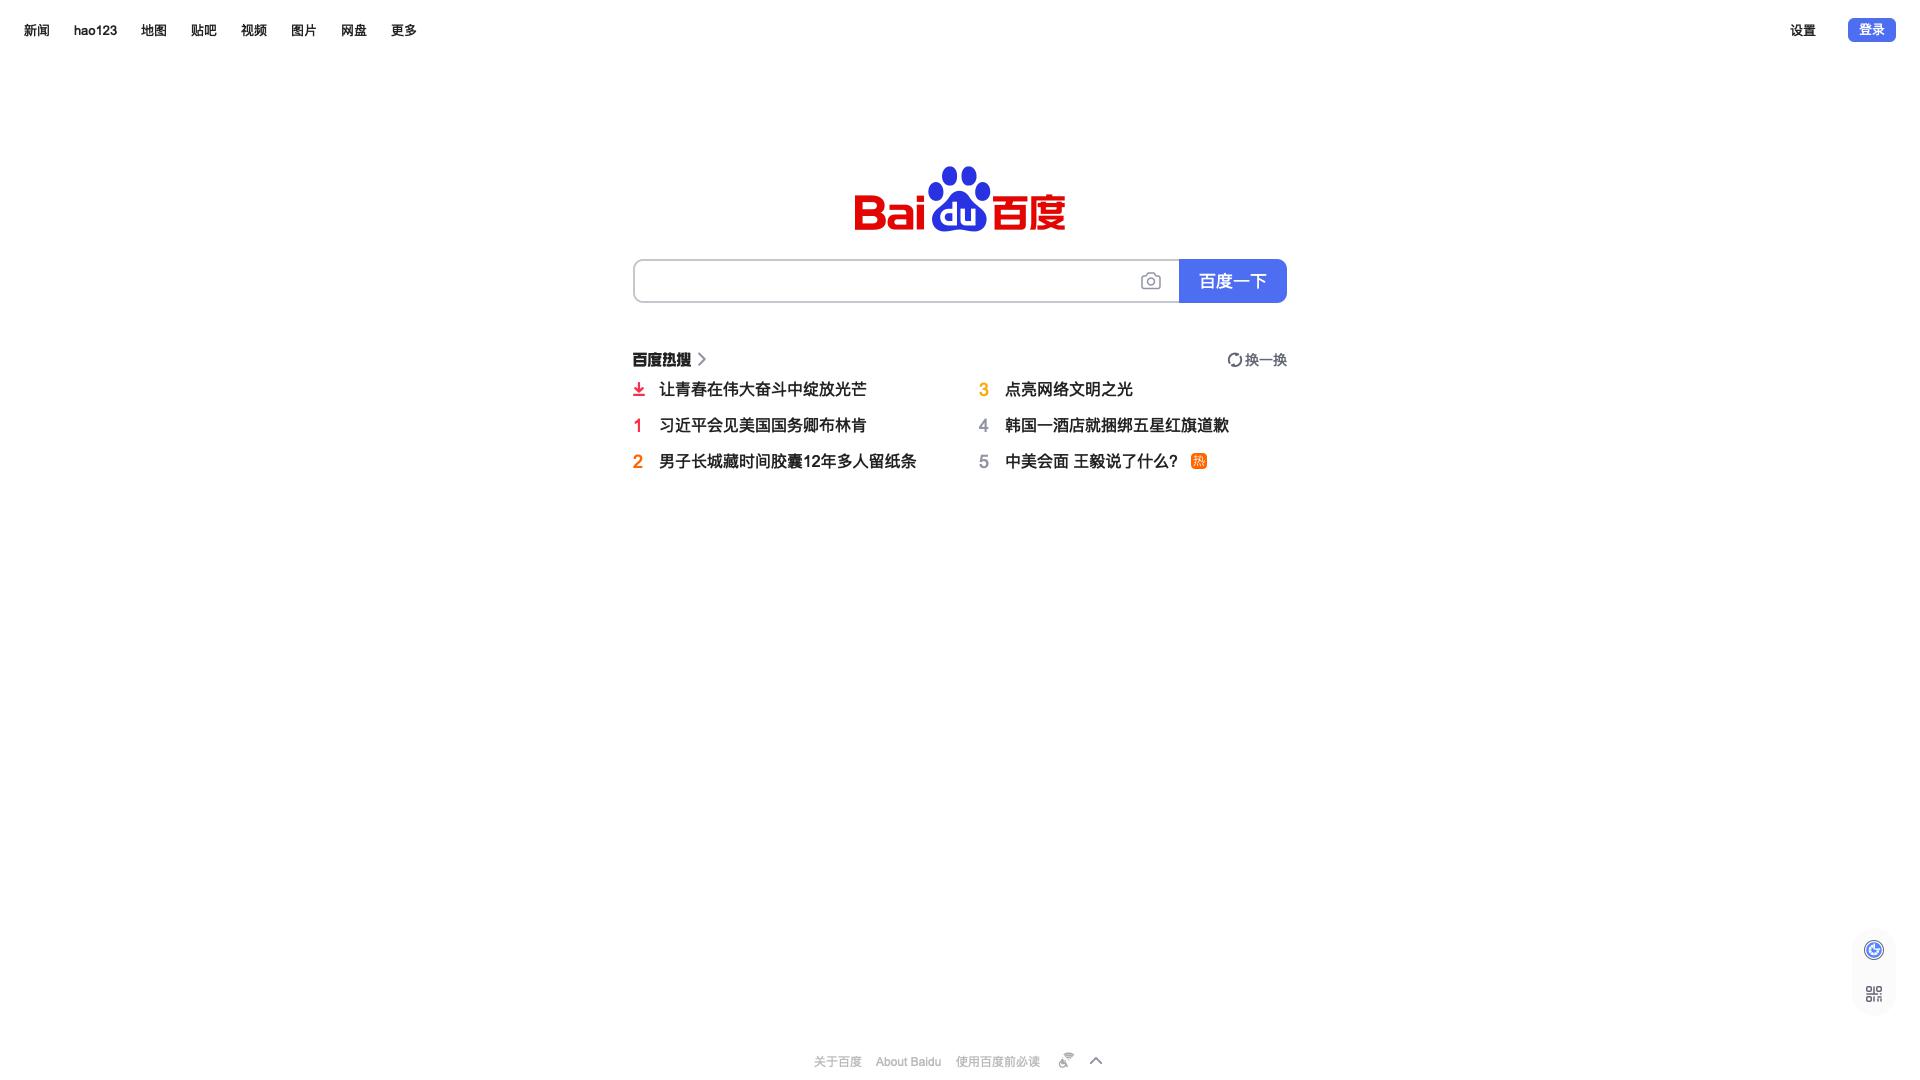 新闻 hao123 地图 贴吧 视频 图片 网盘 更多 设置 登录
Bai du 百度
百度一下
百度热搜 换一换
让青春在伟大奋斗中绽放光芒
1 习近平会见美国国务卿布林肯
2 男子长城藏时间胶囊12年多人留纸条
3 点亮网络文明之光
4 韩国一酒店就捆绑五星红旗道歉
5 中美会面 王毅说了什么? 热
关于百度 About Baidu 使用百度前必读